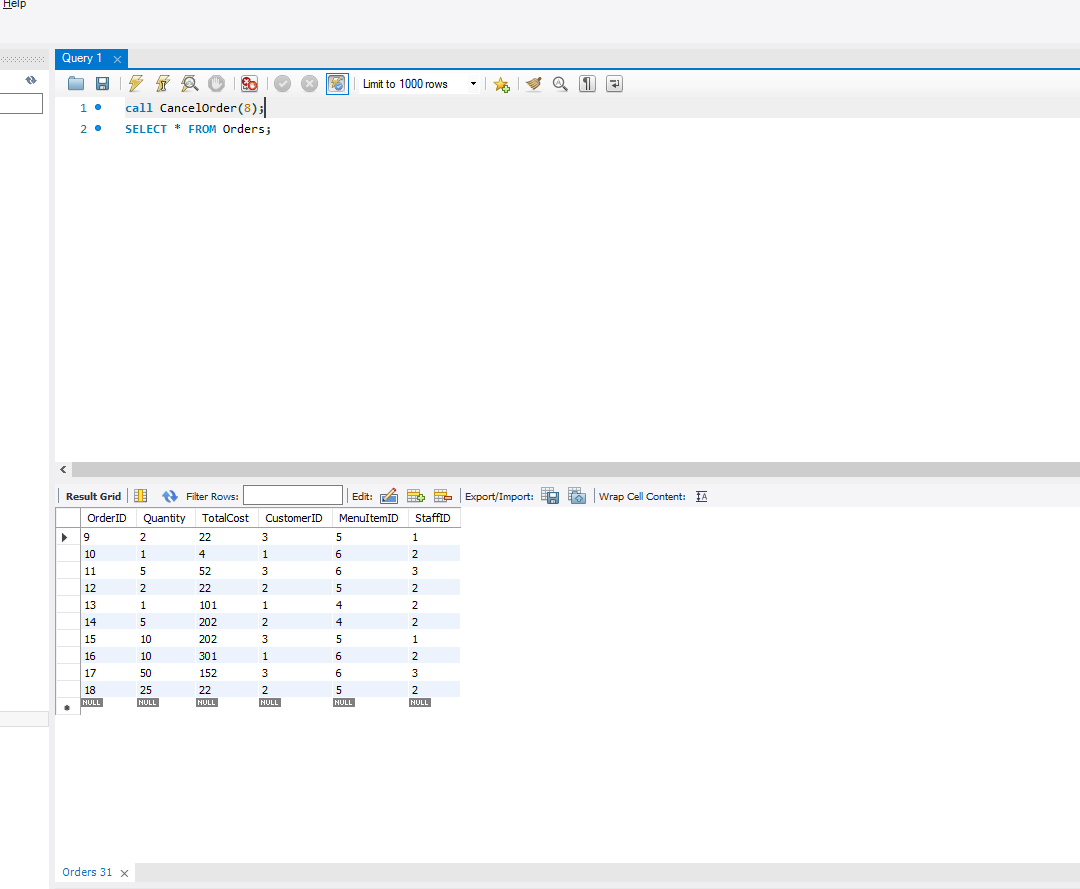 Help
Query 1
Limit to 1000 rows
1 call CancelOrder(8);
2 SELECT * FROM Orders;
Result Grid Filter Rows: Edit: Export/Import: Wrap Cell Content:
OrderID Quantity TotalCost CustomerID MenuItemID StaffID
9 2 22 3 5 1
10 1 4 1 6 2
11 5 52 3 6 3
12 2 22 2 5 2
13 1 101 1 4 2
14 5 202 2 4 2
15 10 202 3 5 1
16 10 301 1 6 2
17 50 152 3 6 3
18 25 22 2 5 2
NULL NULL NULL NULL NULL NULL
Orders 31